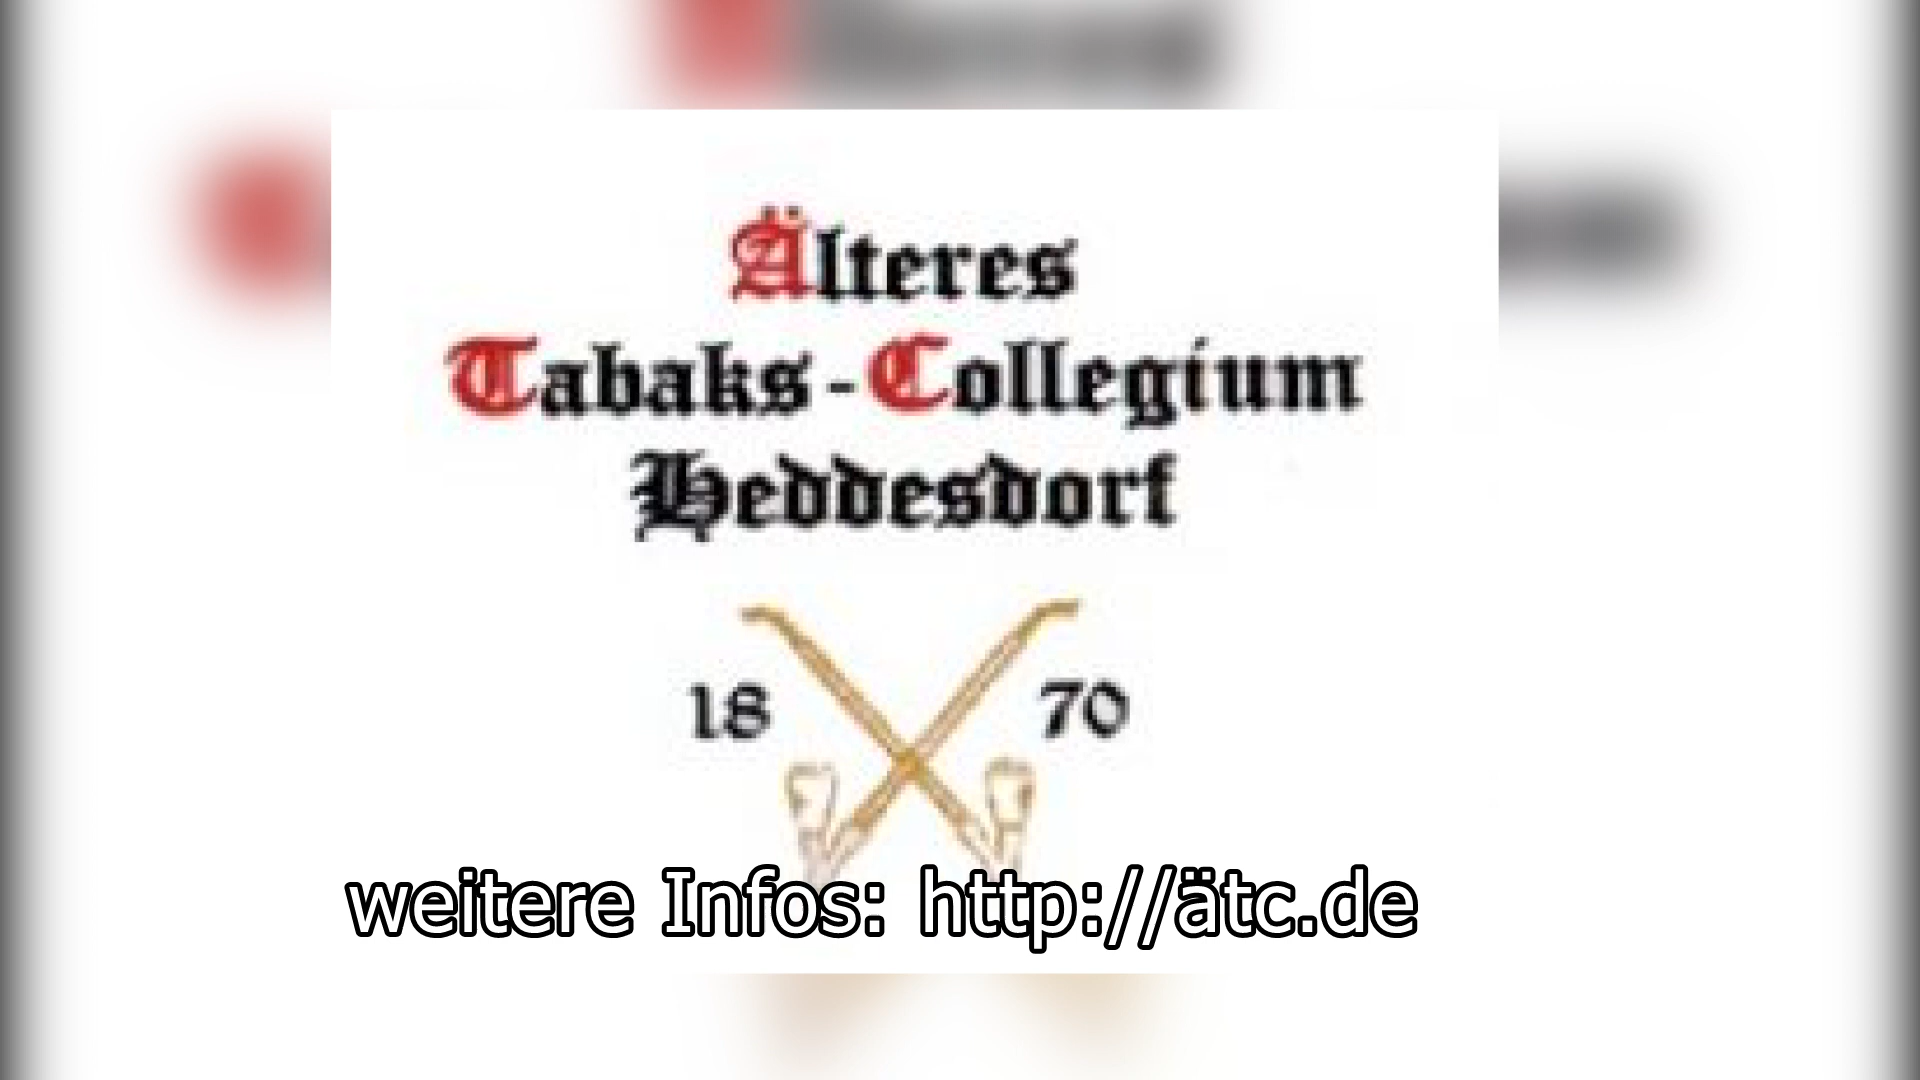 Älteres
Tabaks-Collegium
Heddesdorf
18 70
weitere Infos: http://ätc.de